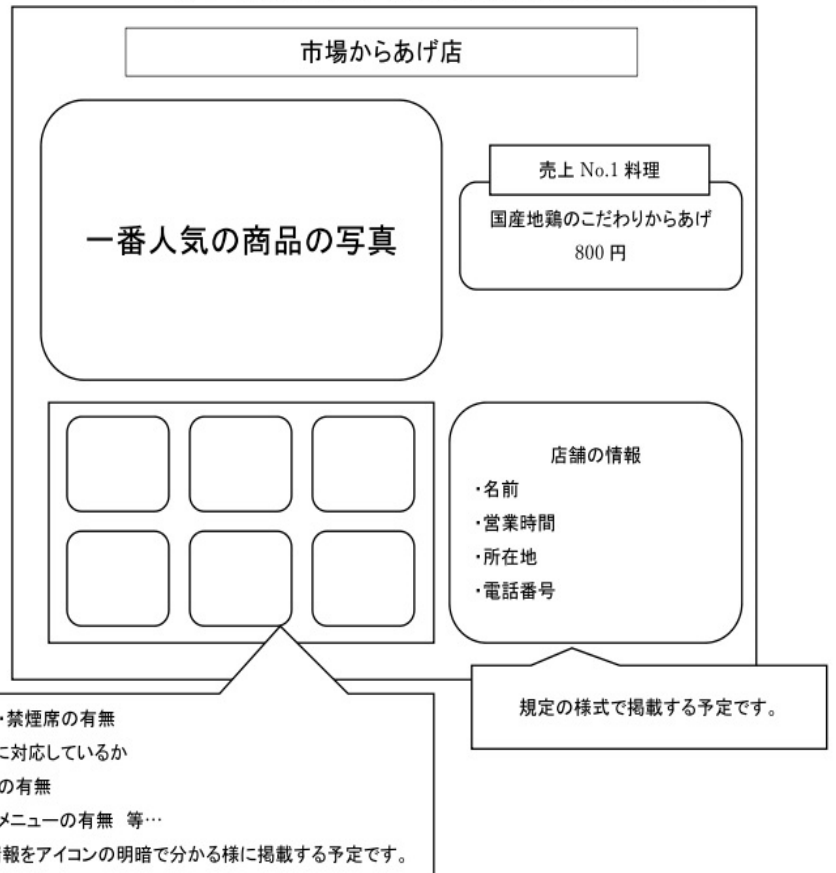 市場からあげ店
一番人気の商品の写真
売上 No.1 料理
国産地鶏のこだわりからあげ
800 円
店舗の情報
・名前
・営業時間
・所在地
・電話番号
規定の様式で掲載する予定です。
・禁煙席の有無
に対応しているか
の有無
メニューの有無 等…
報をアイコンの明暗で分かる様に掲載する予定です。